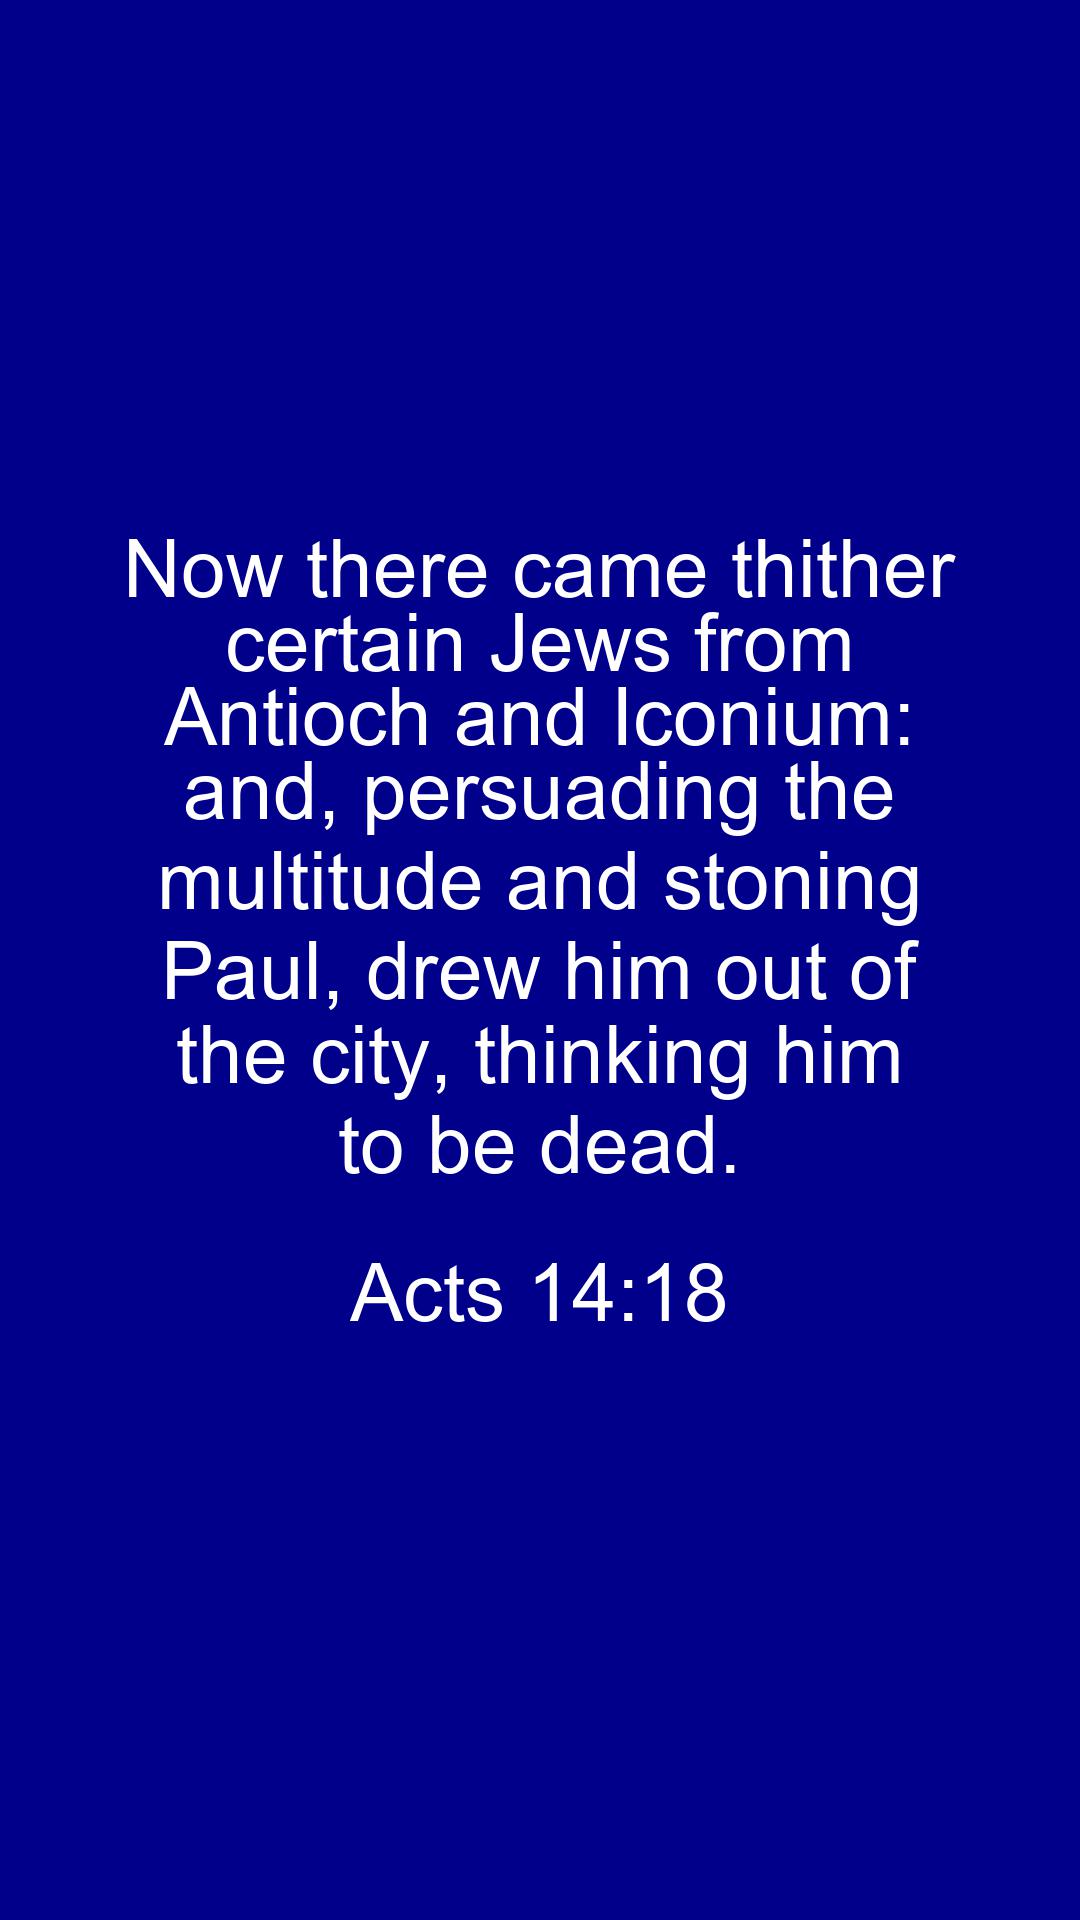 Now there came thither
certain Jews from
Antioch and Iconium:
and, persuading the
multitude and stoning
Paul, drew him out of
the city, thinking him
to be dead.
Acts 14:18